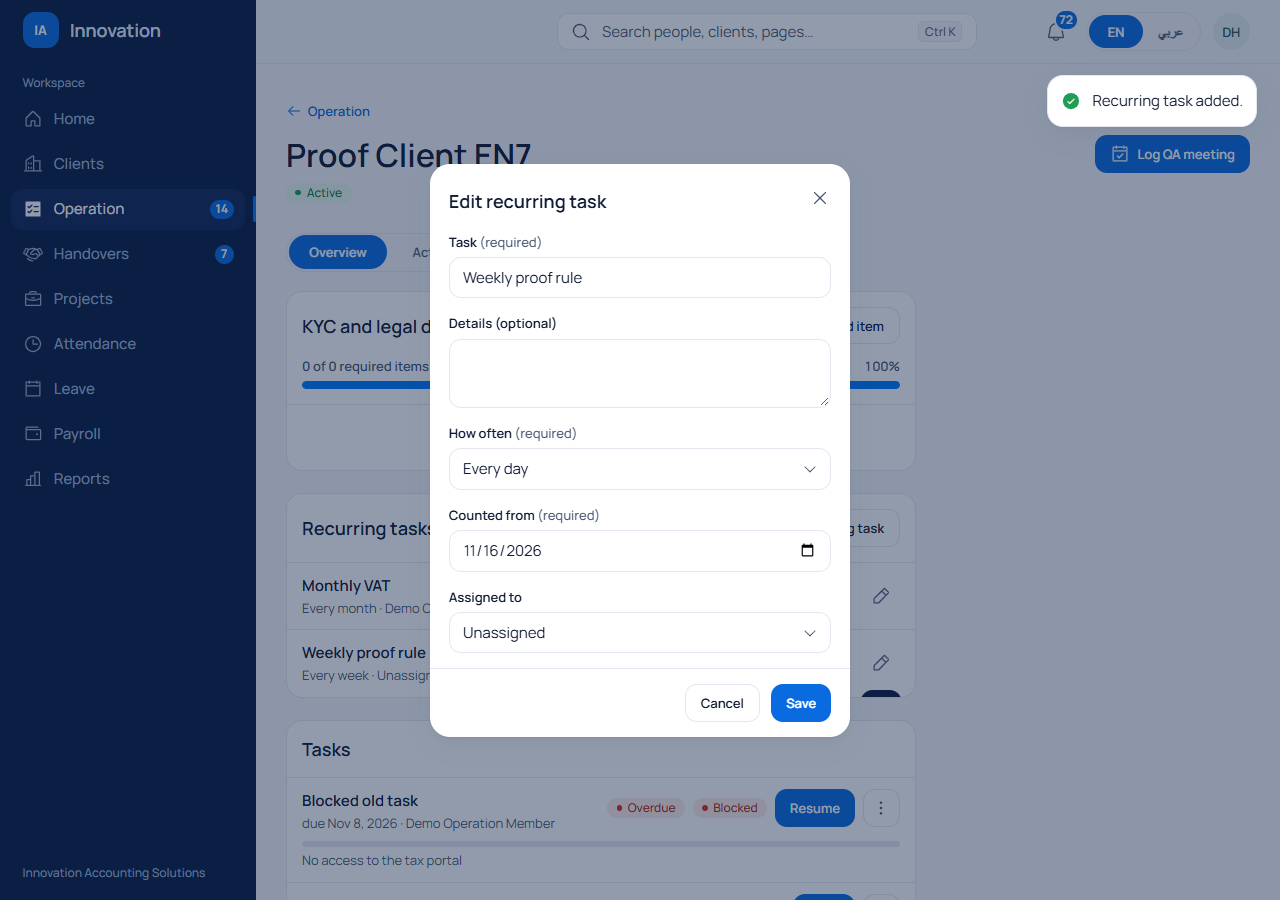 IA Innovation
Search people, clients, pages...
Ctrl K
72
EN
عربي
DH
Workspace
Home
Clients
Operation 14
Handovers 7
Projects
Attendance
Leave
Payroll
Reports
Innovation Accounting Solutions
Recurring task added.
Operation
Proof Client EN7
Log QA meeting
Active
Overview
KYC and legal d
d item
0 of 0 required items
100%
Recurring tasks
g task
Monthly VAT
Every month · Demo O
Weekly proof rule
Every week · Unassign
Edit recurring task
Task (required)
Weekly proof rule
Details (optional)
How often (required)
Every day
Counted from (required)
11/16/2026
Assigned to
Unassigned
Cancel
Save
Tasks
Blocked old task
Overdue
Blocked
Resume
due Nov 8, 2026 · Demo Operation Member
No access to the tax portal